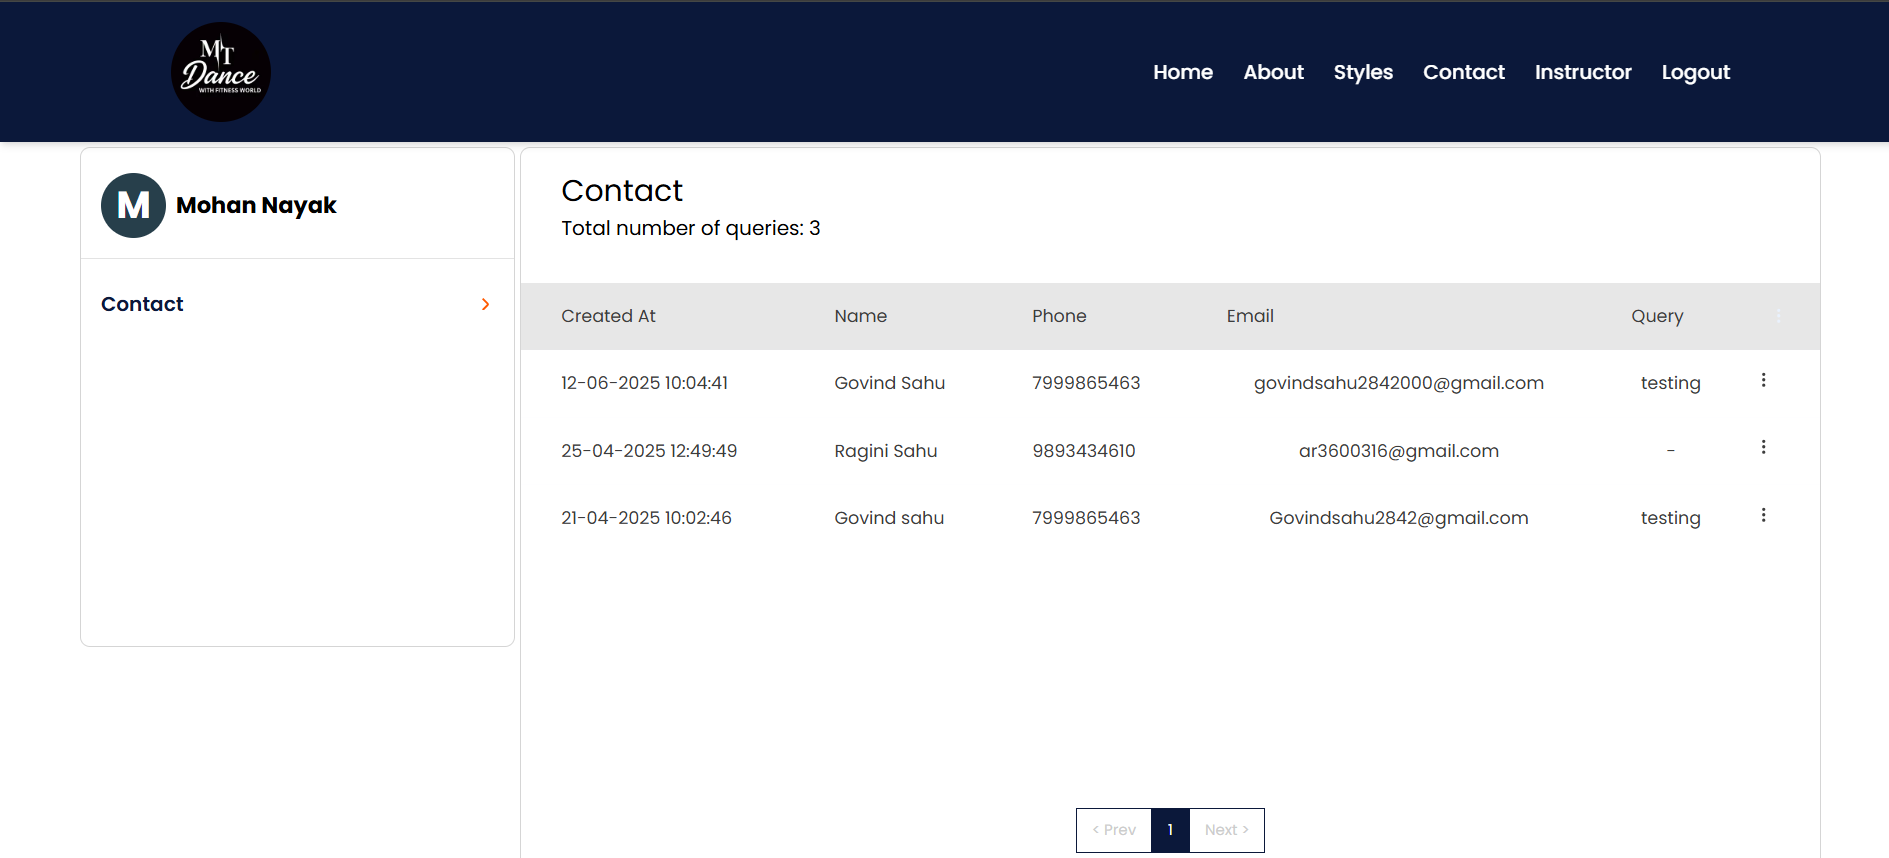 MT
Dance
WITH FITNESS WORLD
Home About Styles Contact Instructor Logout
M Mohan Nayak
Contact
Contact
Total number of queries: 3
Created At Name Phone Email Query
12-06-2025 10:04:41 Govind Sahu 7999865463 govindsahu2842000@gmail.com testing
25-04-2025 12:49:49 Ragini Sahu 9893434610 ar3600316@gmail.com -
21-04-2025 10:02:46 Govind sahu 7999865463 Govindsahu2842@gmail.com testing
< Prev 1 Next >